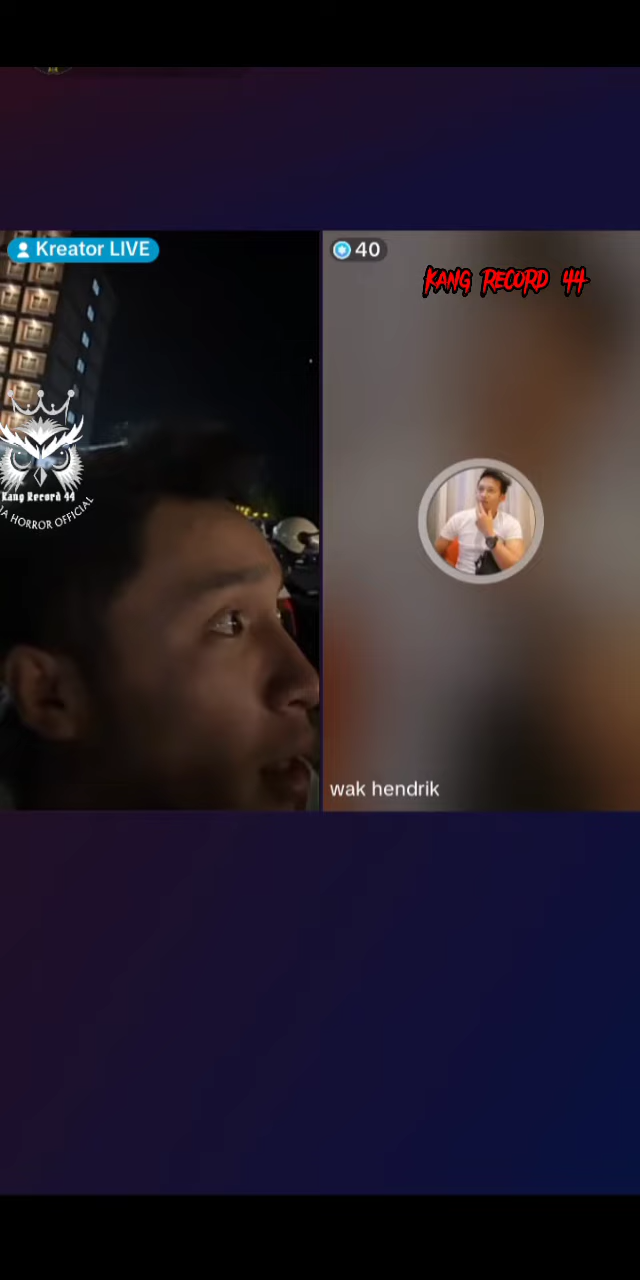 Kreator LIVE
40
KANG RECORD 44
Kang Record 44
HORROR OFFICIAL
wak hendrik